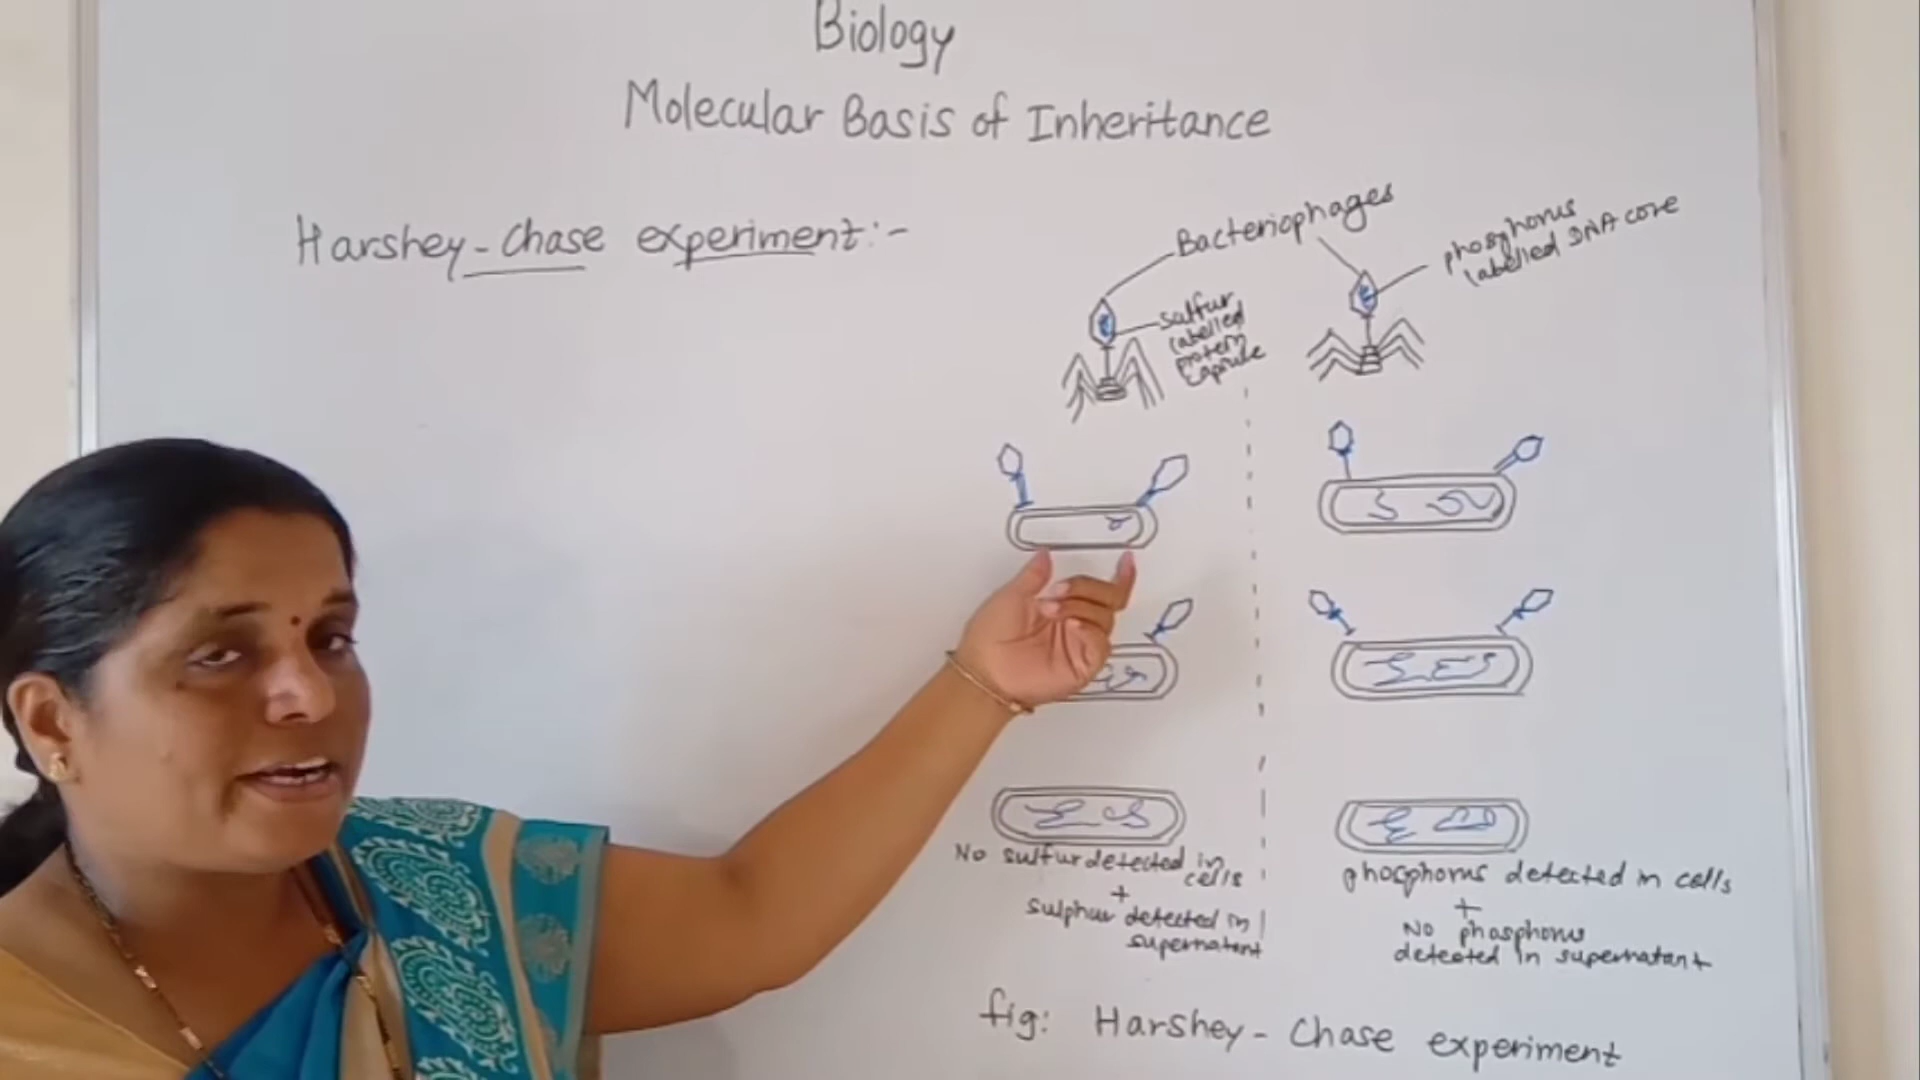 Biology
Molecular Basis of Inheritance
Harshey - Chase experiment :-
Bacteriophages
phosphorus
labelled DNA core
sulfur
labelled
protein
Capsule
No sulfur detected in
cells
+
Sulphur detected in
supernatant
phosphorus detected in cells
+
No phosphorus
detected in supernatant
fig: Harshey - Chase experiment